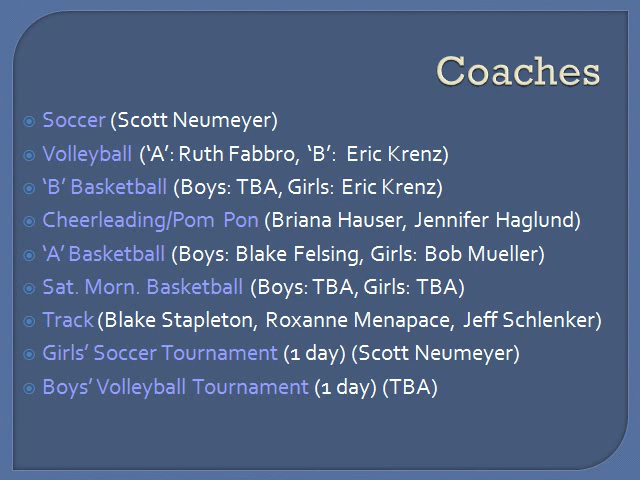 Coaches
Soccer (Scott Neumeyer)
Volleyball (‘A’: Ruth Fabbro, ‘B’: Eric Krenz)
‘B’ Basketball (Boys: TBA, Girls: Eric Krenz)
Cheerleading/Pom Pon (Briana Hauser, Jennifer Haglund)
‘A’ Basketball (Boys: Blake Felsing, Girls: Bob Mueller)
Sat. Morn. Basketball (Boys: TBA, Girls: TBA)
Track (Blake Stapleton, Roxanne Menapace, Jeff Schlenker)
Girls’ Soccer Tournament (1 day) (Scott Neumeyer)
Boys’ Volleyball Tournament (1 day) (TBA)